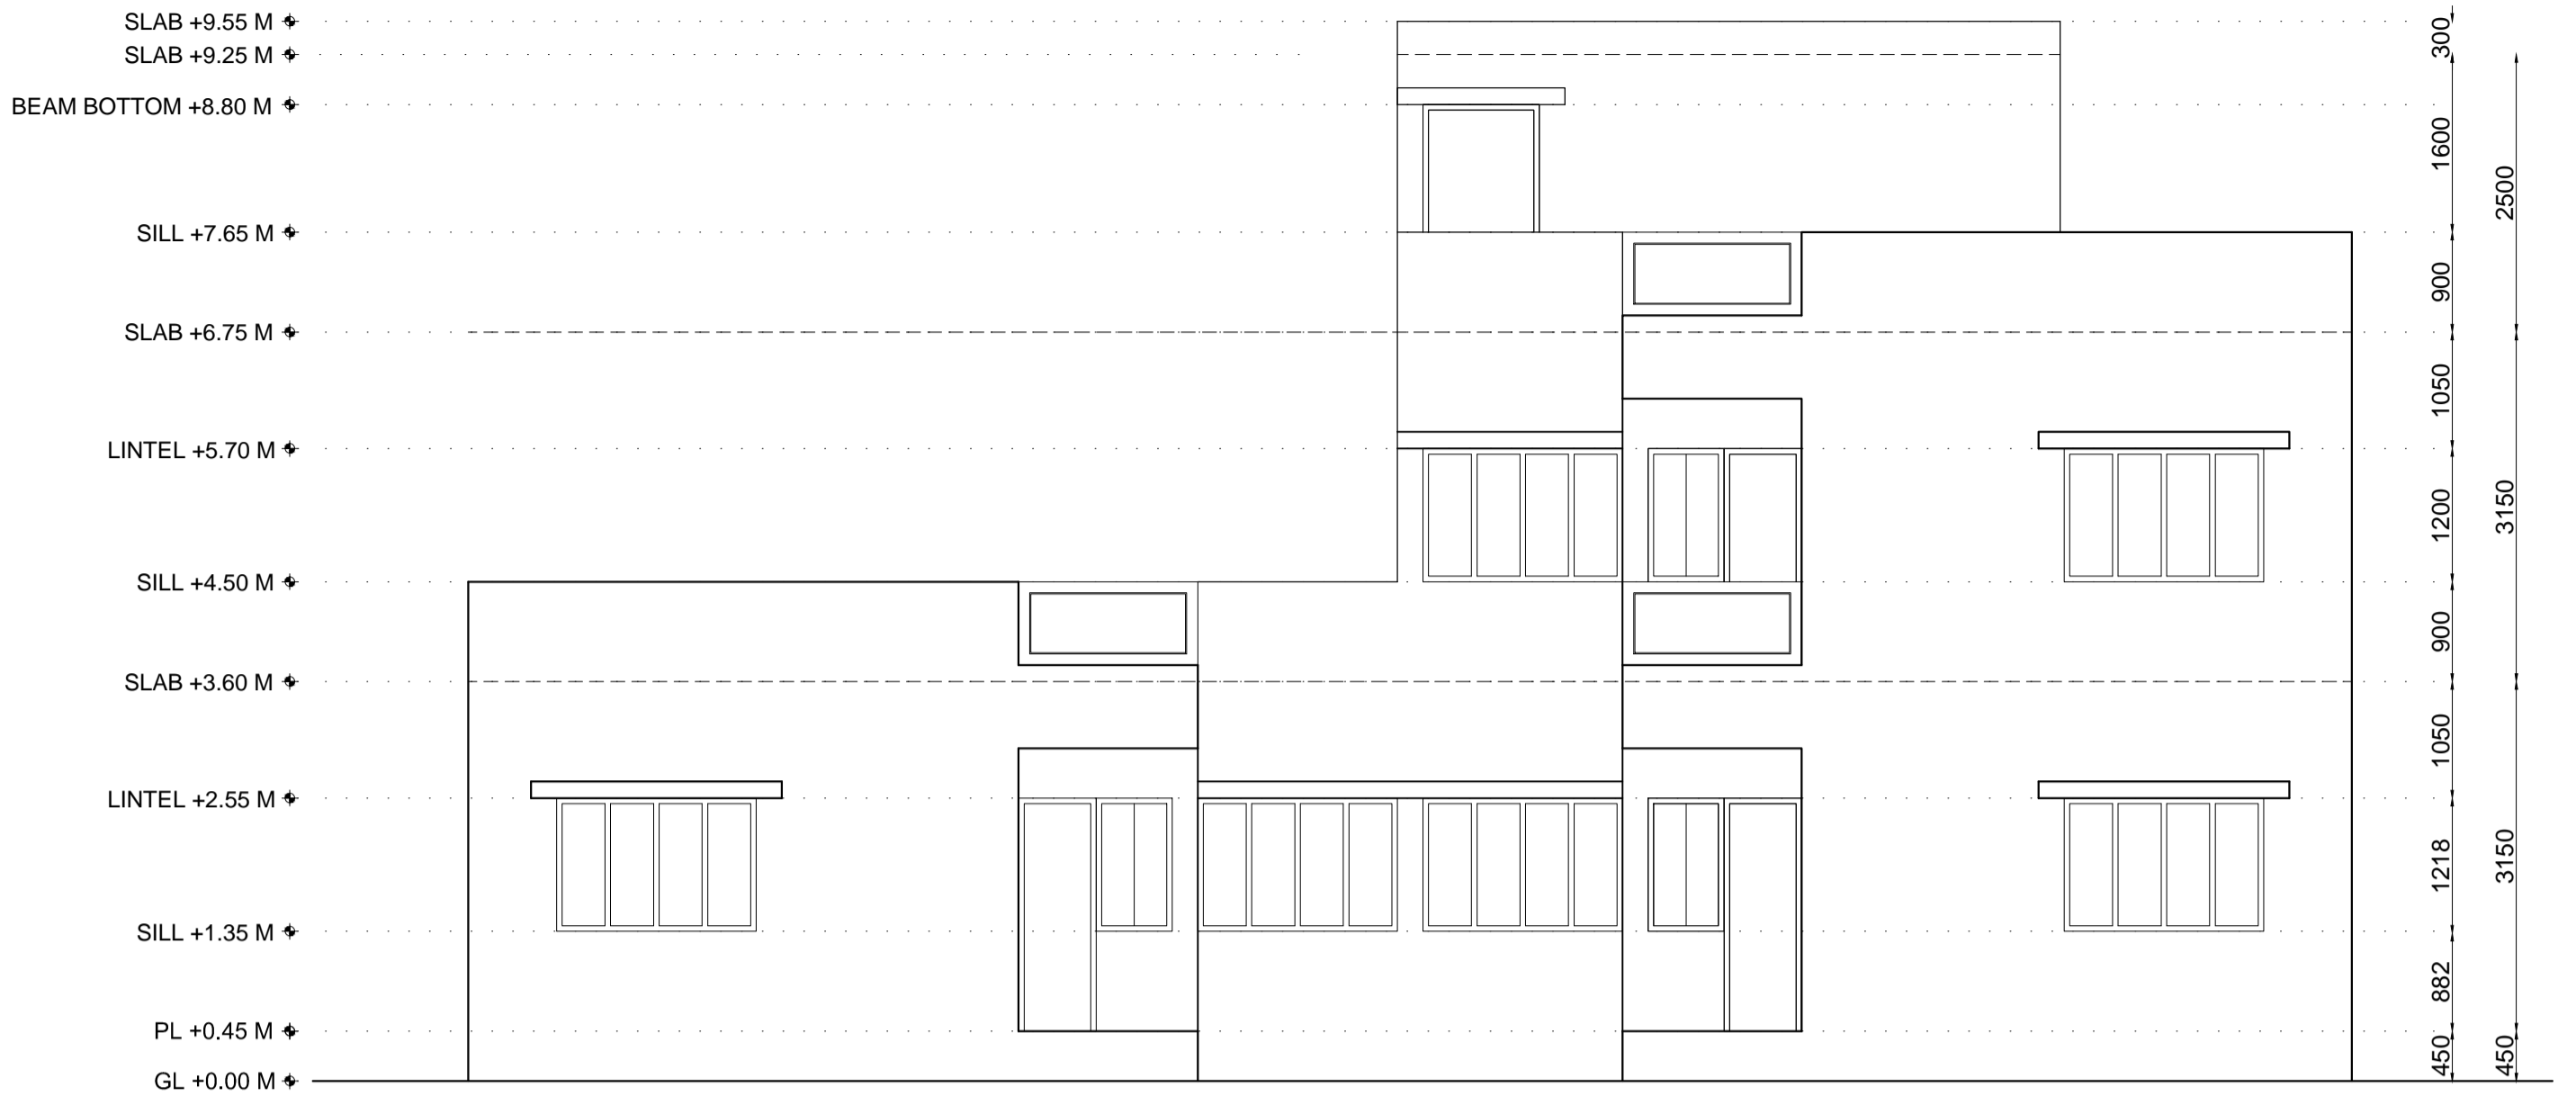 SLAB +9.55 M
SLAB +9.25 M
BEAM BOTTOM +8.80 M
SILL +7.65 M
SLAB +6.75 M
LINTEL +5.70 M
SILL +4.50 M
SLAB +3.60 M
LINTEL +2.55 M
SILL +1.35 M
PL +0.45 M
GL +0.00 M
300
1600
900
1050
1200
900
1050
1218
882
450
2500
3150
3150
450